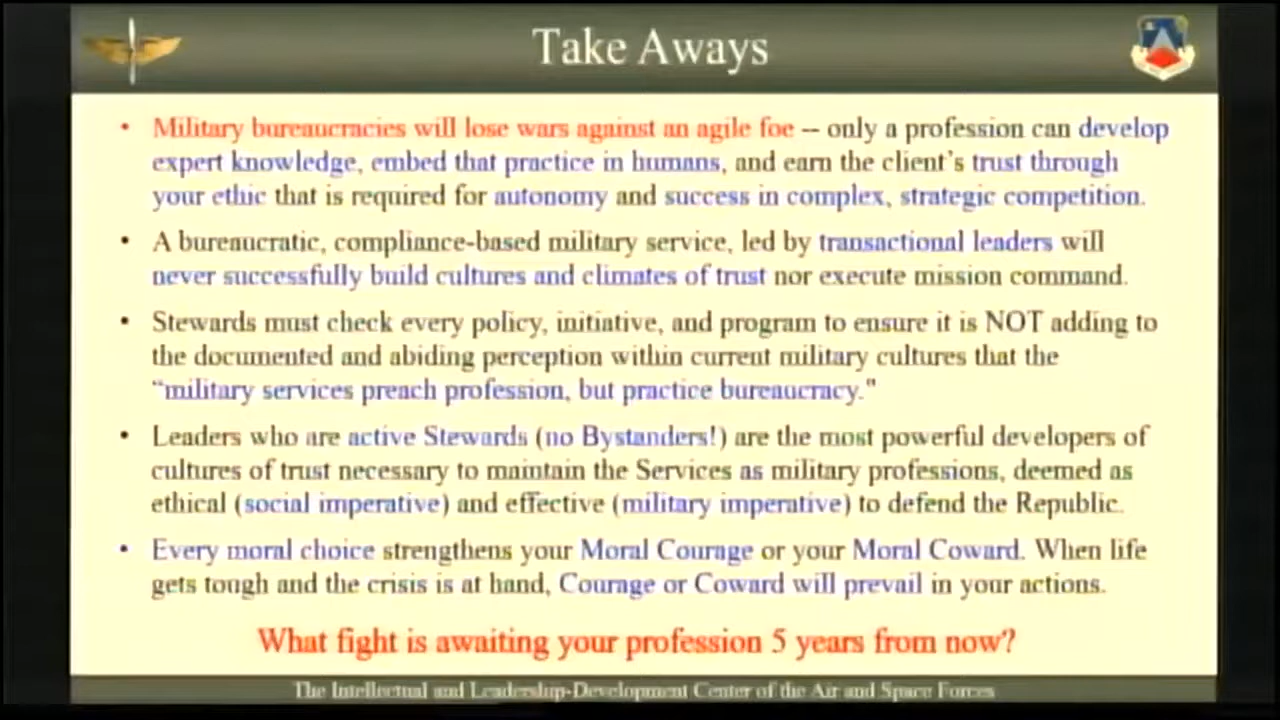 Take Aways
• Military bureaucracies will lose wars against an agile foe – only a profession can develop
expert knowledge, embed that practice in humans, and earn the client's trust through
your ethic that is required for autonomy and success in complex, strategic competition.
• A bureaucratic, compliance-based military service, led by transactional leaders will
never successfully build cultures and climates of trust nor execute mission command.
• Stewards must check every policy, initiative, and program to ensure it is NOT adding to
the documented and abiding perception within current military cultures that the
"military services preach profession, but practice bureaucracy."
• Leaders who are active Stewards (no Bystanders!) are the most powerful developers of
cultures of trust necessary to maintain the Services as military professions, deemed as
ethical (social imperative) and effective (military imperative) to defend the Republic.
• Every moral choice strengthens your Moral Courage or your Moral Coward. When life
gets tough and the crisis is at hand, Courage or Coward will prevail in your actions.
What fight is awaiting your profession 5 years from now?
The Intellectual and Leadership-Development Center of the Air and Space Forces